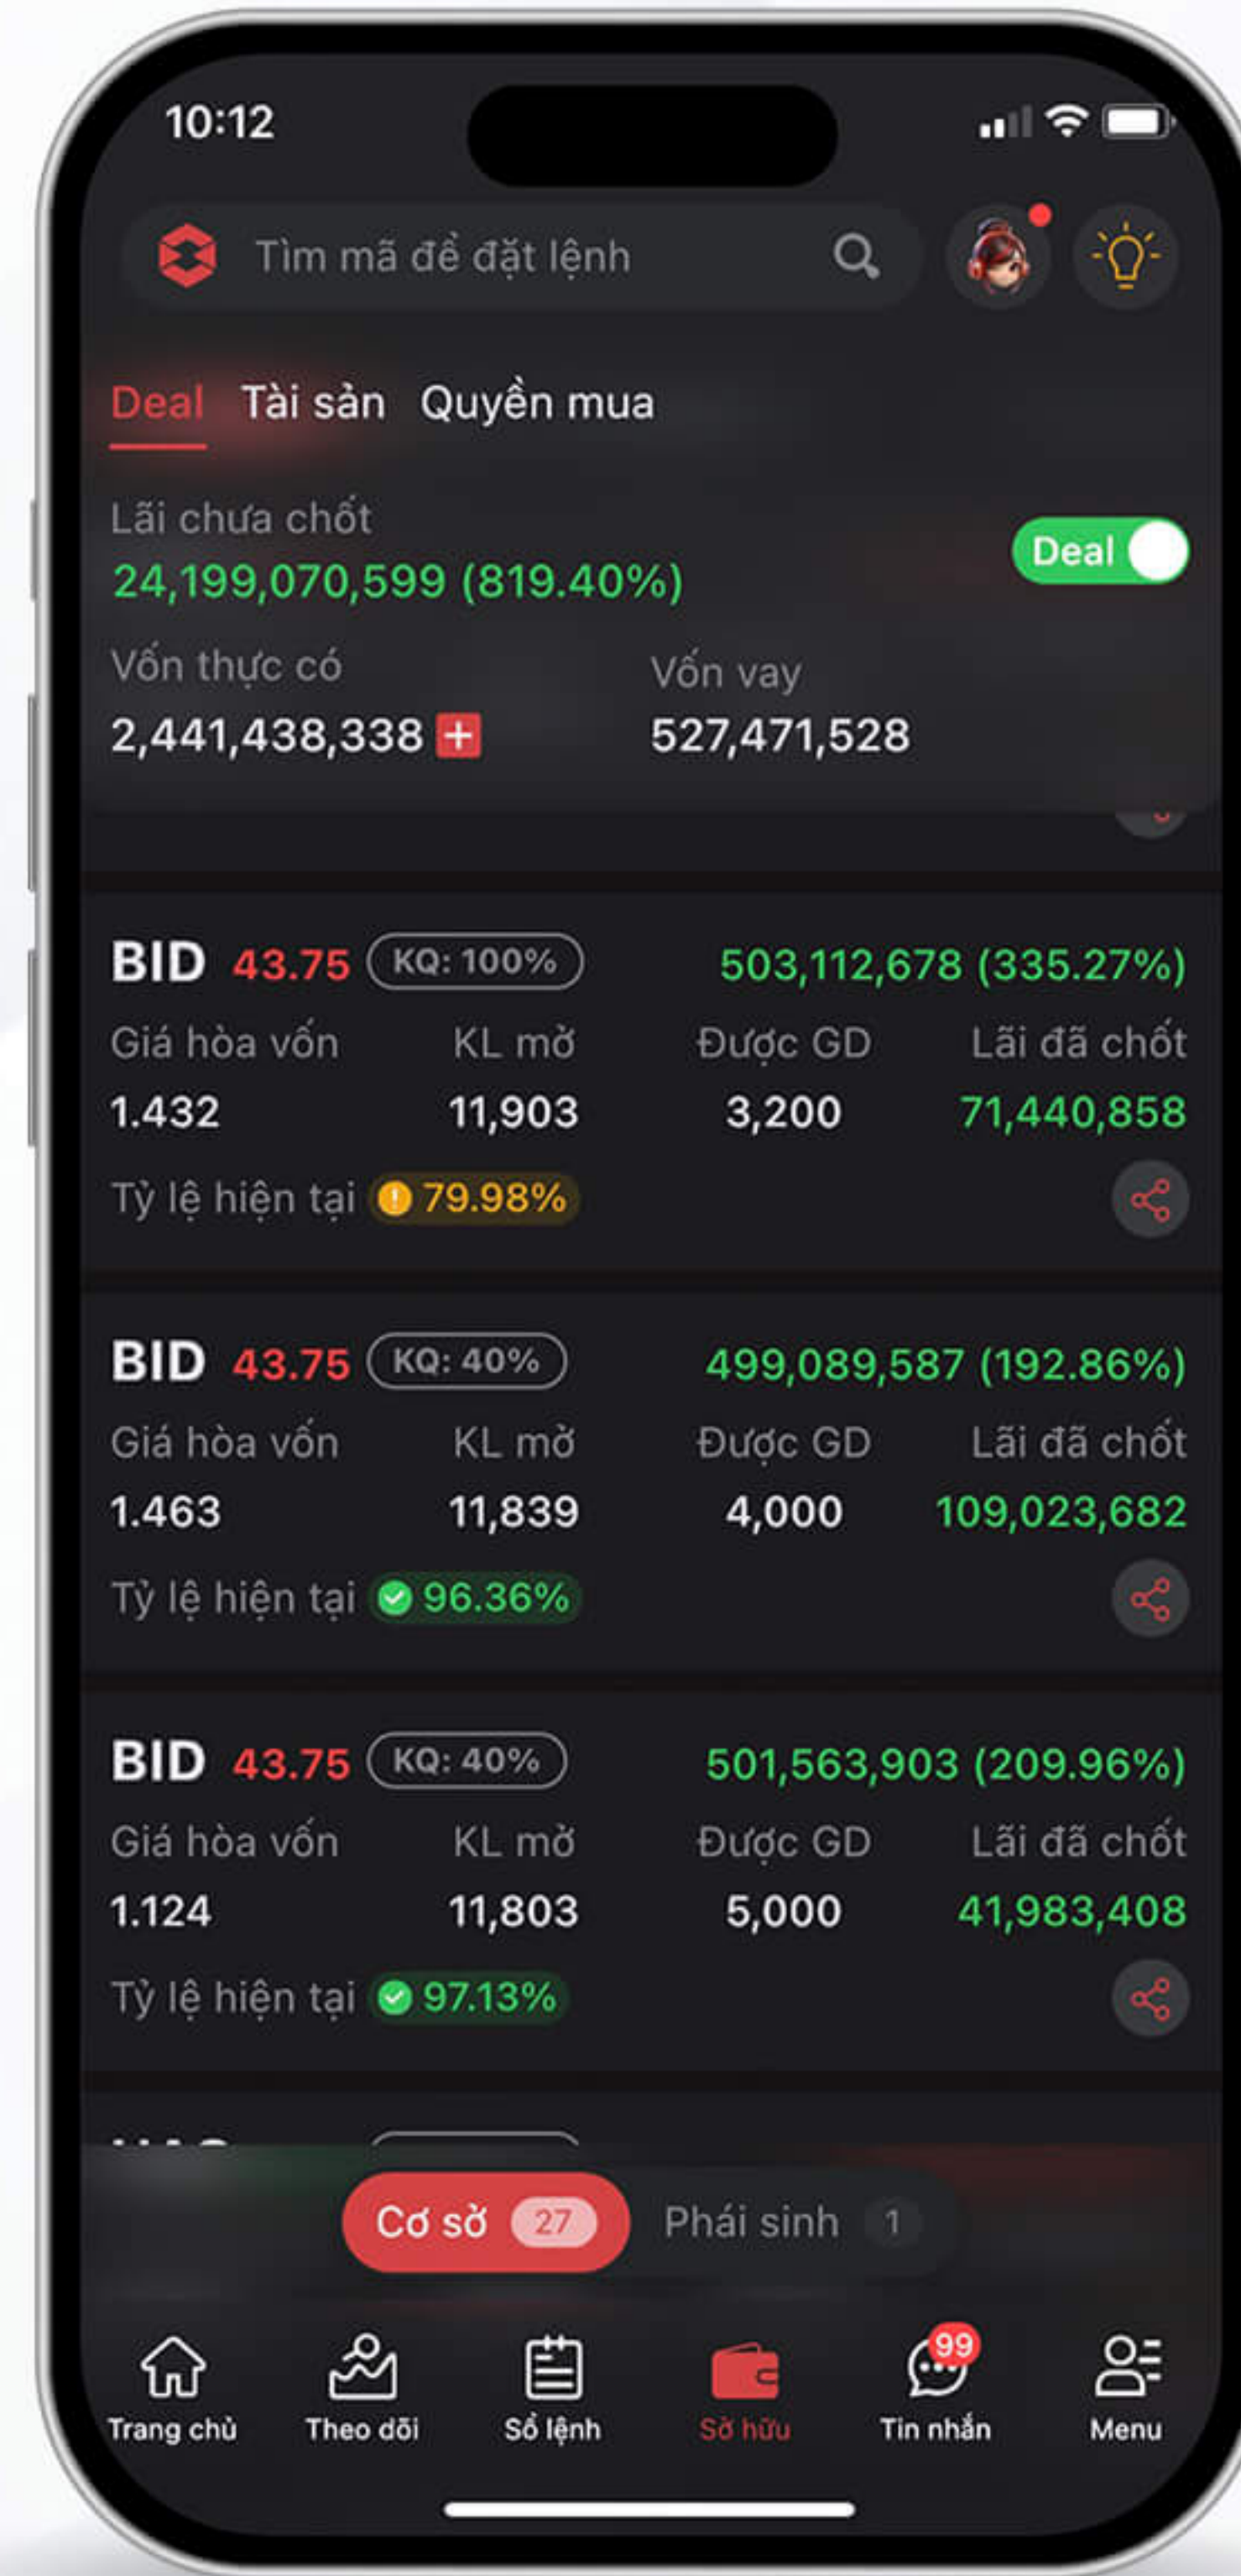 10:12
Tìm mã để đặt lệnh
Deal Tài sản Quyền mua
Lãi chưa chốt
24,199,070,599 (819.40%)
Deal
Vốn thực có Vốn vay
2,441,438,338 527,471,528
BID 43.75 KQ: 100% 503,112,678 (335.27%)
Giá hòa vốn KL mở Được GD Lãi đã chốt
1.432 11,903 3,200 71,440,858
Tỷ lệ hiện tại 79.98%
BID 43.75 KQ: 40% 499,089,587 (192.86%)
Giá hòa vốn KL mở Được GD Lãi đã chốt
1.463 11,839 4,000 109,023,682
Tỷ lệ hiện tại 96.36%
BID 43.75 KQ: 40% 501,563,903 (209.96%)
Giá hòa vốn KL mở Được GD Lãi đã chốt
1.124 11,803 5,000 41,983,408
Tỷ lệ hiện tại 97.13%
Cơ sở 27 Phái sinh 1
99
Trang chủ Theo dõi Sổ lệnh Sở hữu Tin nhắn Menu